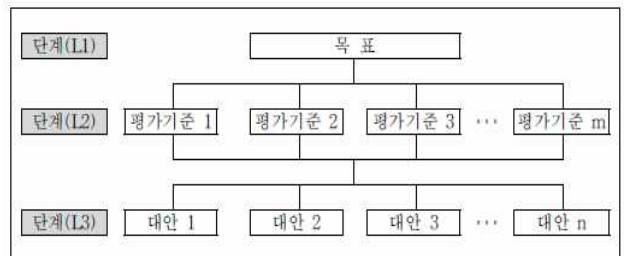 단계(L1) 목 표
단계(L2) 평가기준 1 평가기준 2 평가기준 3 ··· 평가기준 m
단계(L3) 대안 1 대안 2 대안 3 ··· 대안 n